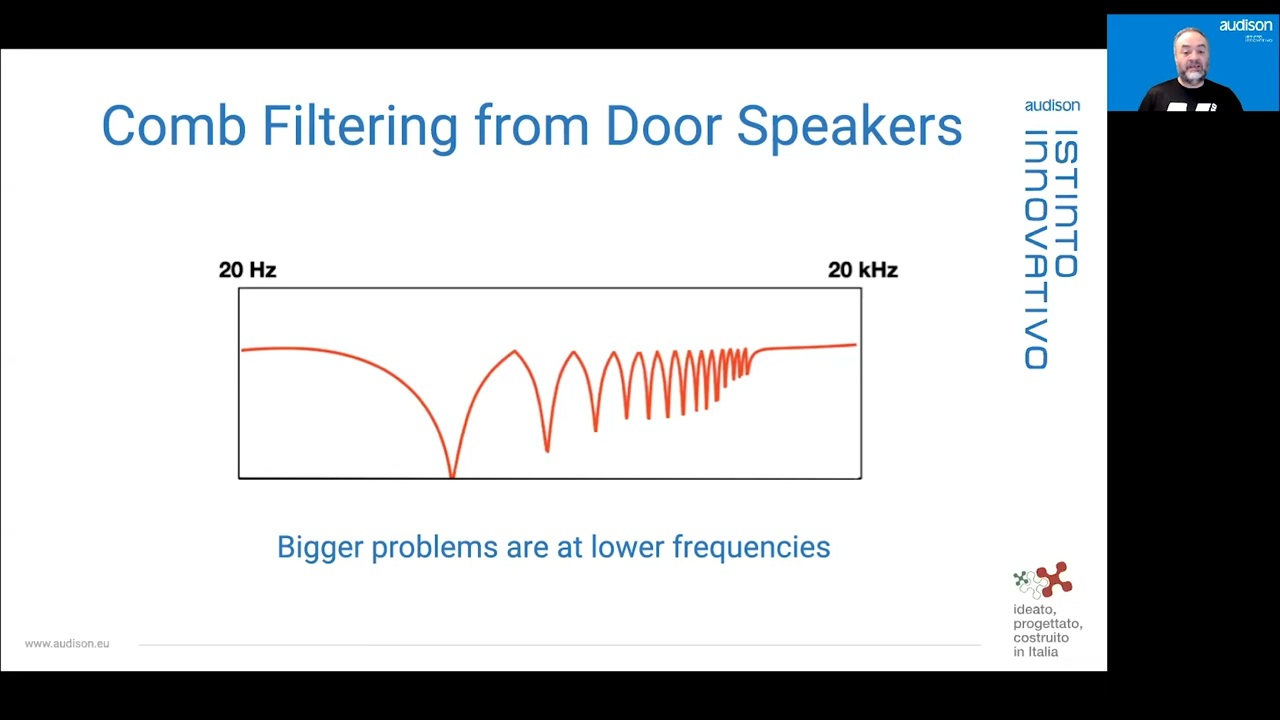 Comb Filtering from Door Speakers
20 Hz
20 kHz
Bigger problems are at lower frequencies
www.audison.eu
audison
ISTINTO
INNOVATIVO
ideato,
progettato,
costruito
in Italia
audison